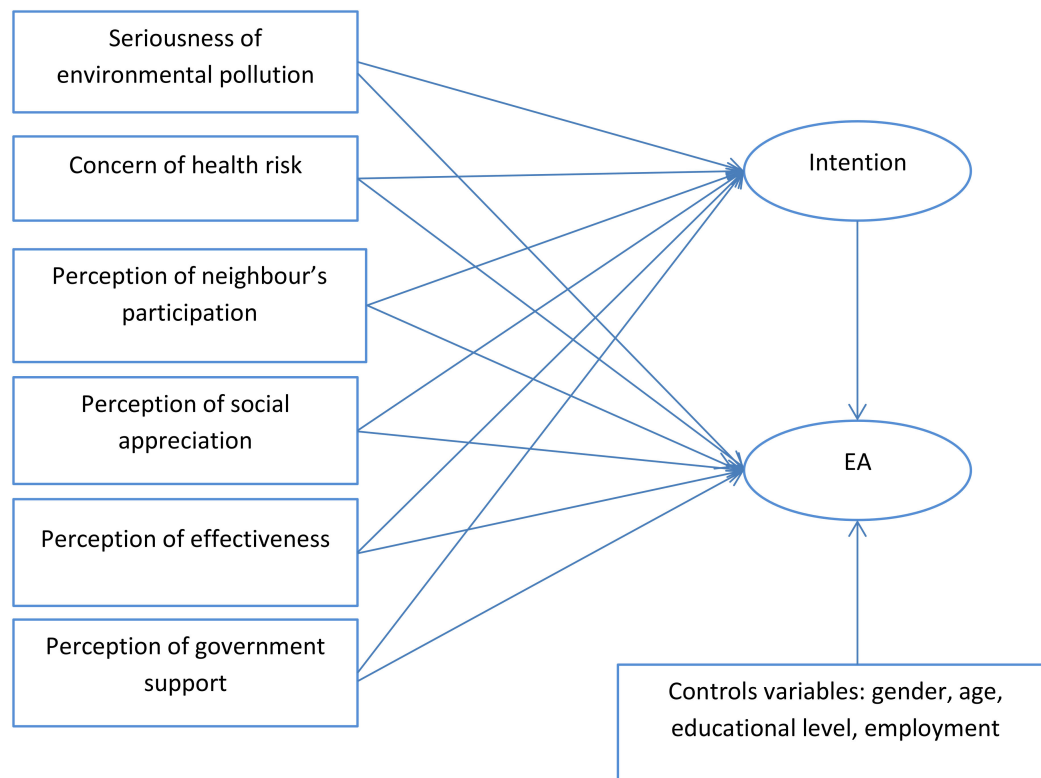 Seriousness of
environmental pollution
Concern of health risk
Perception of neighbour’s
participation
Perception of social
appreciation
Perception of effectiveness
Perception of government
support
Intention
EA
Controls variables: gender, age,
educational level, employment